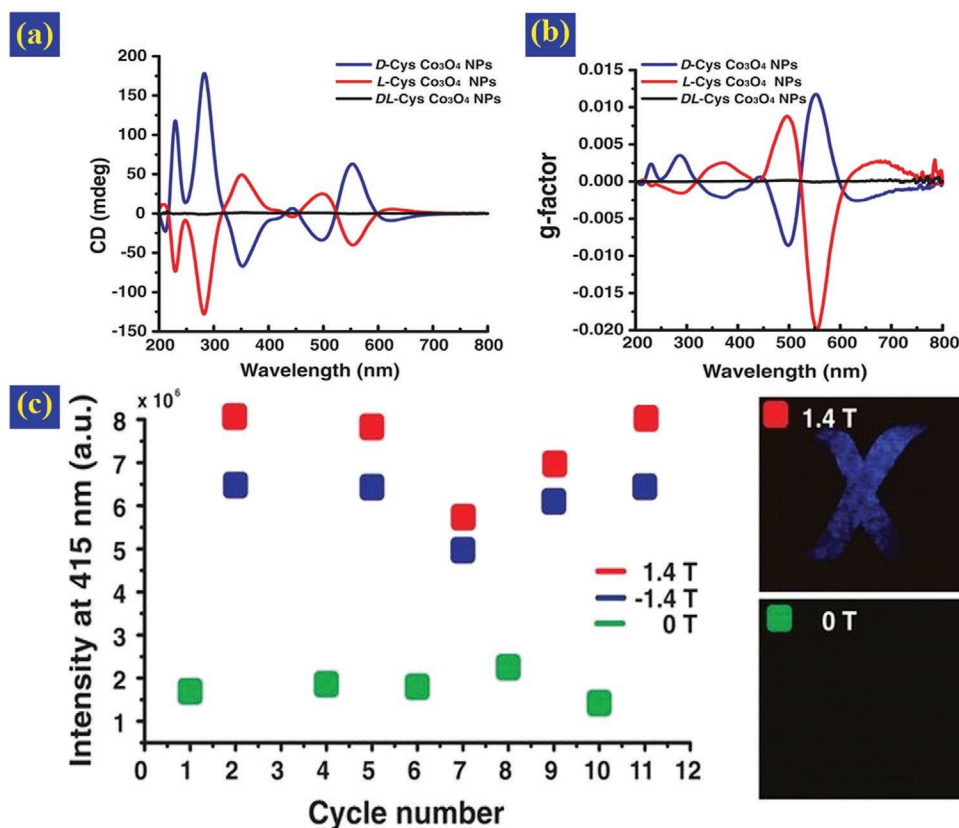 (a)
200
150
100
50
0
-50
-100
-150
CD (mdeg)
D-Cys Co₃O₄ NPs
L-Cys Co₃O₄ NPs
DL-Cys Co₃O₄ NPs
200 300 400 500 600 700 800
Wavelength (nm)
(b)
0.015
0.010
0.005
0.000
-0.005
-0.010
-0.015
-0.020
g-factor
D-Cys Co₃O₄ NPs
L-Cys Co₃O₄ NPs
DL-Cys Co₃O₄ NPs
200 300 400 500 600 700 800
Wavelength (nm)
(c)
x 10⁶
8
7
6
5
4
3
2
1
Intensity at 415 nm (a.u.)
1.4 T
-1.4 T
0 T
0 1 2 3 4 5 6 7 8 9 10 11 12
Cycle number
1.4 T
X
0 T